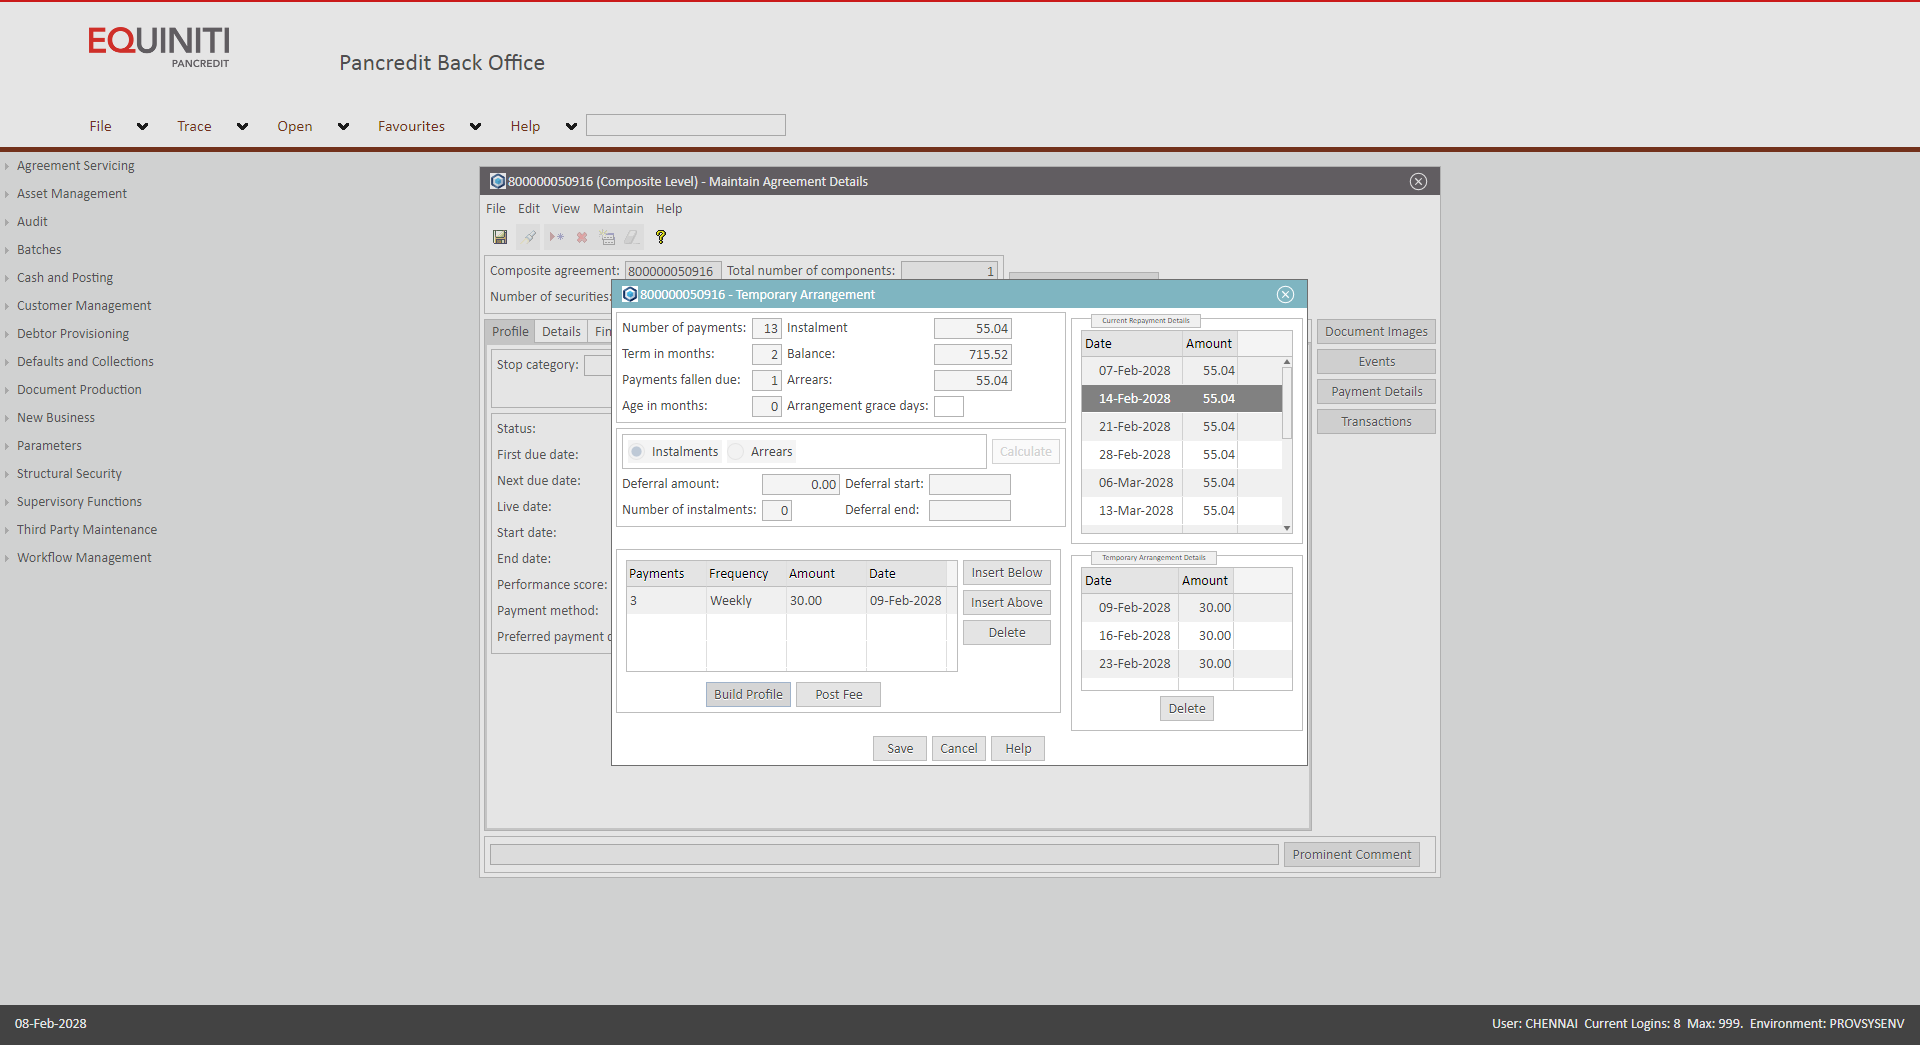 EQUINITI
PANCREDIT
Pancredit Back Office
File Trace Open Favourites Help
Agreement Servicing
Asset Management
Audit
Batches
Cash and Posting
Customer Management
Debtor Provisioning
Defaults and Collections
Document Production
New Business
Parameters
Structural Security
Supervisory Functions
Third Party Maintenance
Workflow Management
800000050916 (Composite Level) - Maintain Agreement Details
File Edit View Maintain Help
Composite agreement: 800000050916 Total number of components: 1
Number of securities:
Profile Details Fin
Stop category:
Status:
First due date:
Next due date:
Live date:
Start date:
End date:
Performance score:
Payment method:
Preferred payment
Document Images
Events
Payment Details
Transactions
800000050916 - Temporary Arrangement
Number of payments: 13 Instalment 55.04
Term in months: 2 Balance: 715.52
Payments fallen due: 1 Arrears: 55.04
Age in months: 0 Arrangement grace days:
Instalments Arrears Calculate
Deferral amount: 0.00 Deferral start:
Number of instalments: 0 Deferral end:
Payments Frequency Amount Date
3 Weekly 30.00 09-Feb-2028
Insert Below
Insert Above
Delete
Build Profile Post Fee
Current Repayment Details
Date Amount
07-Feb-2028 55.04
14-Feb-2028 55.04
21-Feb-2028 55.04
28-Feb-2028 55.04
06-Mar-2028 55.04
13-Mar-2028 55.04
Temporary Arrangement Details
Date Amount
09-Feb-2028 30.00
16-Feb-2028 30.00
23-Feb-2028 30.00
Delete
Save Cancel Help
Prominent Comment
08-Feb-2028
User: CHENNAI Current Logins: 8 Max: 999. Environment: PROVSYSENV